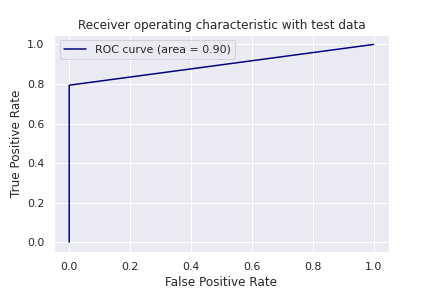 Receiver operating characteristic with test data
ROC curve (area = 0.90)
True Positive Rate
1.0
0.8
0.6
0.4
0.2
0.0
0.0 0.2 0.4 0.6 0.8 1.0
False Positive Rate